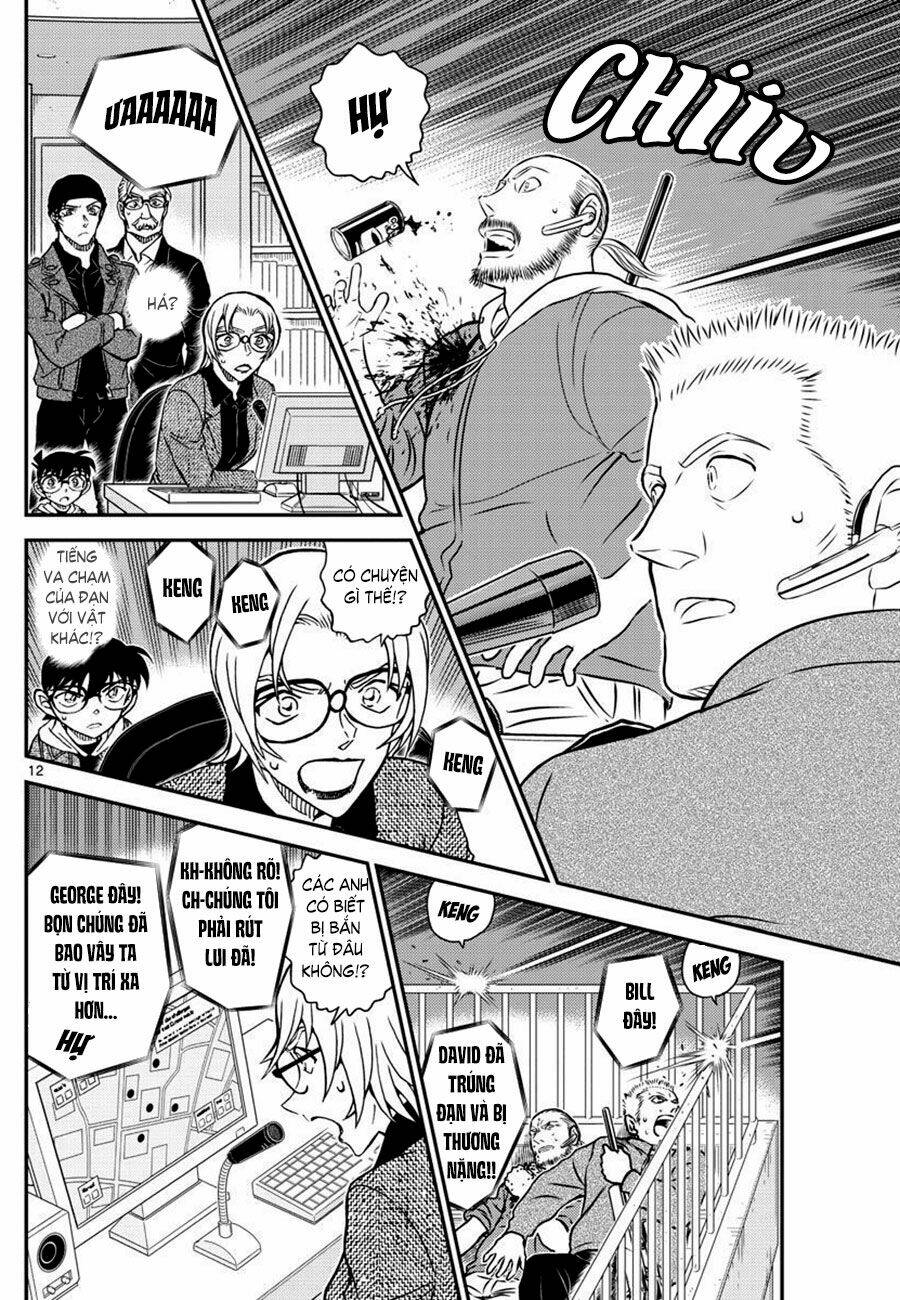 CHIIU
HỰ
ƯAAAAAA
HẢ?
CÓ CHUYỆN
GÌ THẾ!?
KENG
KENG
TIẾNG
VA CHẠM
CỦA ĐẠN
VỚI VẬT
KHÁC!?
KENG
12
KENG
KENG
BILL
ĐÂY!
DAVID ĐÃ
TRÚNG
ĐẠN VÀ BỊ
THƯƠNG
NẶNG!!
CÁC ANH
CÓ BIẾT
BỊ BẮN
TỪ ĐÂU
KHÔNG!?
KH-KHÔNG RÕ!
CH-CHÚNG TÔI
PHẢI RÚT
LUI ĐÃ!
GEORGE ĐÂY!
BỌN CHÚNG ĐÃ
BAO VÂY TA
TỪ VỊ TRÍ XA
HƠN...
HỰ